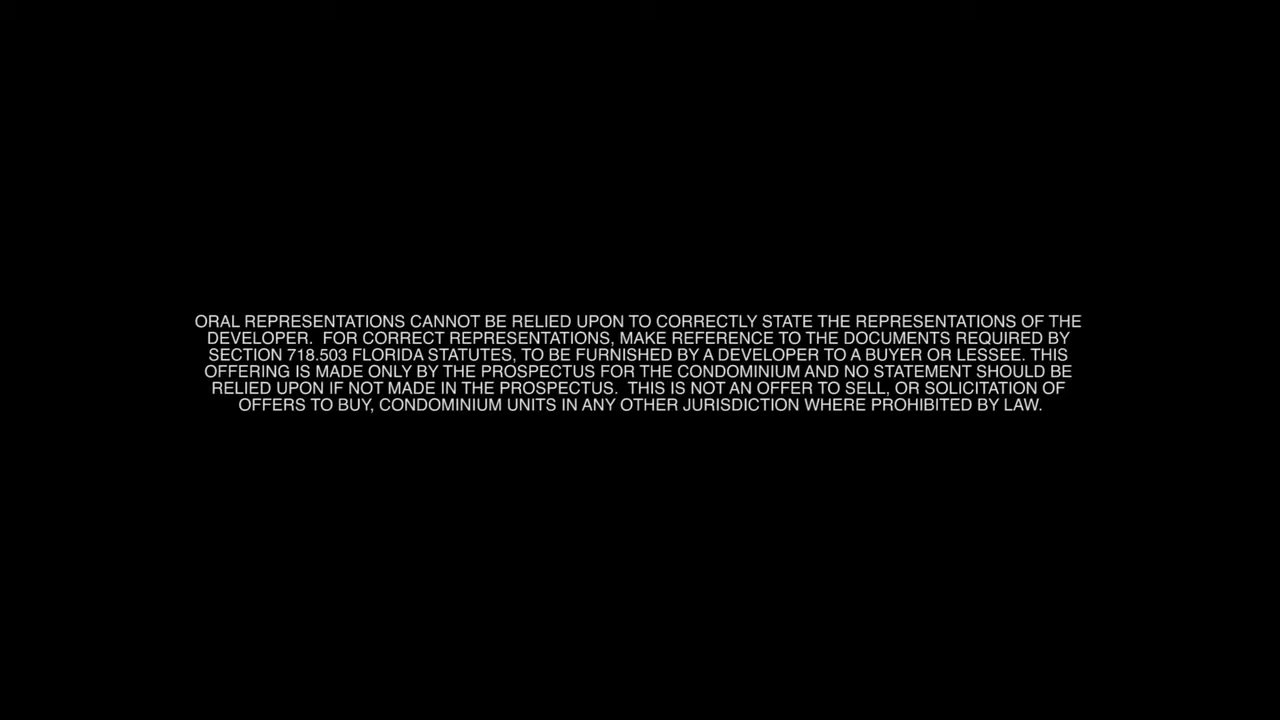 ORAL REPRESENTATIONS CANNOT BE RELIED UPON TO CORRECTLY STATE THE REPRESENTATIONS OF THE
DEVELOPER.  FOR CORRECT REPRESENTATIONS, MAKE REFERENCE TO THE DOCUMENTS REQUIRED BY
SECTION 718.503 FLORIDA STATUTES, TO BE FURNISHED BY A DEVELOPER TO A BUYER OR LESSEE. THIS
OFFERING IS MADE ONLY BY THE PROSPECTUS FOR THE CONDOMINIUM AND NO STATEMENT SHOULD BE
RELIED UPON IF NOT MADE IN THE PROSPECTUS.  THIS IS NOT AN OFFER TO SELL, OR SOLICITATION OF
OFFERS TO BUY, CONDOMINIUM UNITS IN ANY OTHER JURISDICTION WHERE PROHIBITED BY LAW.